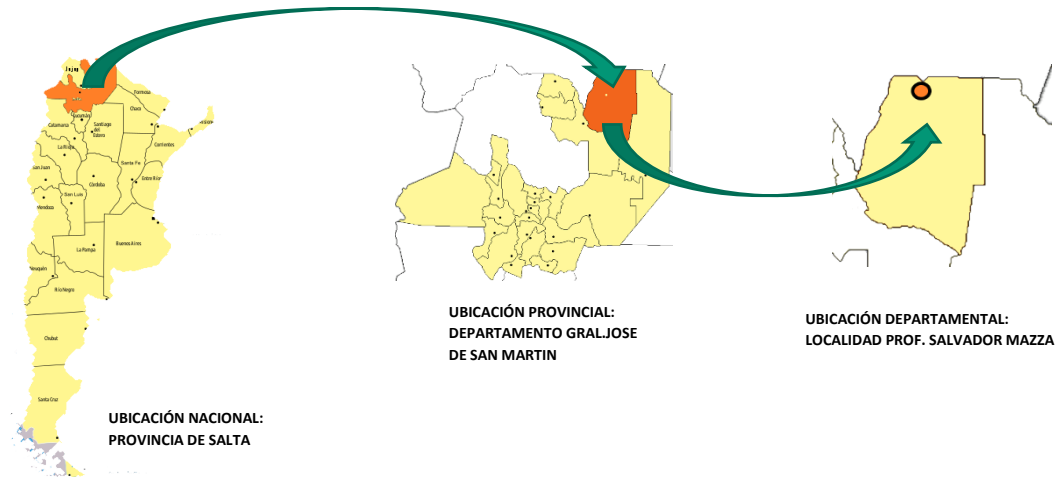 Jujuy
Formosa
Chaco
Tucumán
Catamarca
Santiago
del
Estero
Corrientes
La Rioja
Santa Fe
San Juan
Córdoba
Entre Ríos
San Luis
Mendoza
Buenos Aires
La Pampa
Neuquén
Río Negro
Chubut
Santa Cruz
UBICACIÓN NACIONAL:
PROVINCIA DE SALTA
UBICACIÓN PROVINCIAL:
DEPARTAMENTO GRAL.JOSE
DE SAN MARTIN
UBICACIÓN DEPARTAMENTAL:
LOCALIDAD PROF. SALVADOR MAZZA